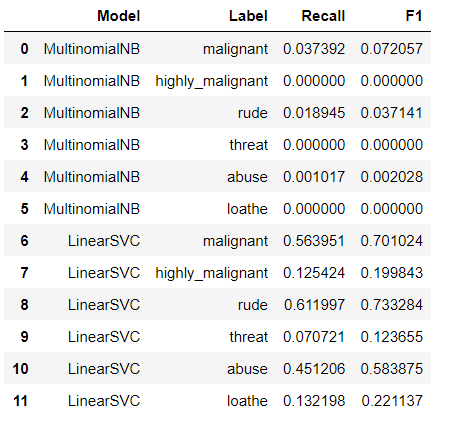 Model Label Recall F1
0 MultinomialNB malignant 0.037392 0.072057
1 MultinomialNB highly_malignant 0.000000 0.000000
2 MultinomialNB rude 0.018945 0.037141
3 MultinomialNB threat 0.000000 0.000000
4 MultinomialNB abuse 0.001017 0.002028
5 MultinomialNB loathe 0.000000 0.000000
6 LinearSVC malignant 0.563951 0.701024
7 LinearSVC highly_malignant 0.125424 0.199843
8 LinearSVC rude 0.611997 0.733284
9 LinearSVC threat 0.070721 0.123655
10 LinearSVC abuse 0.451206 0.583875
11 LinearSVC loathe 0.132198 0.221137